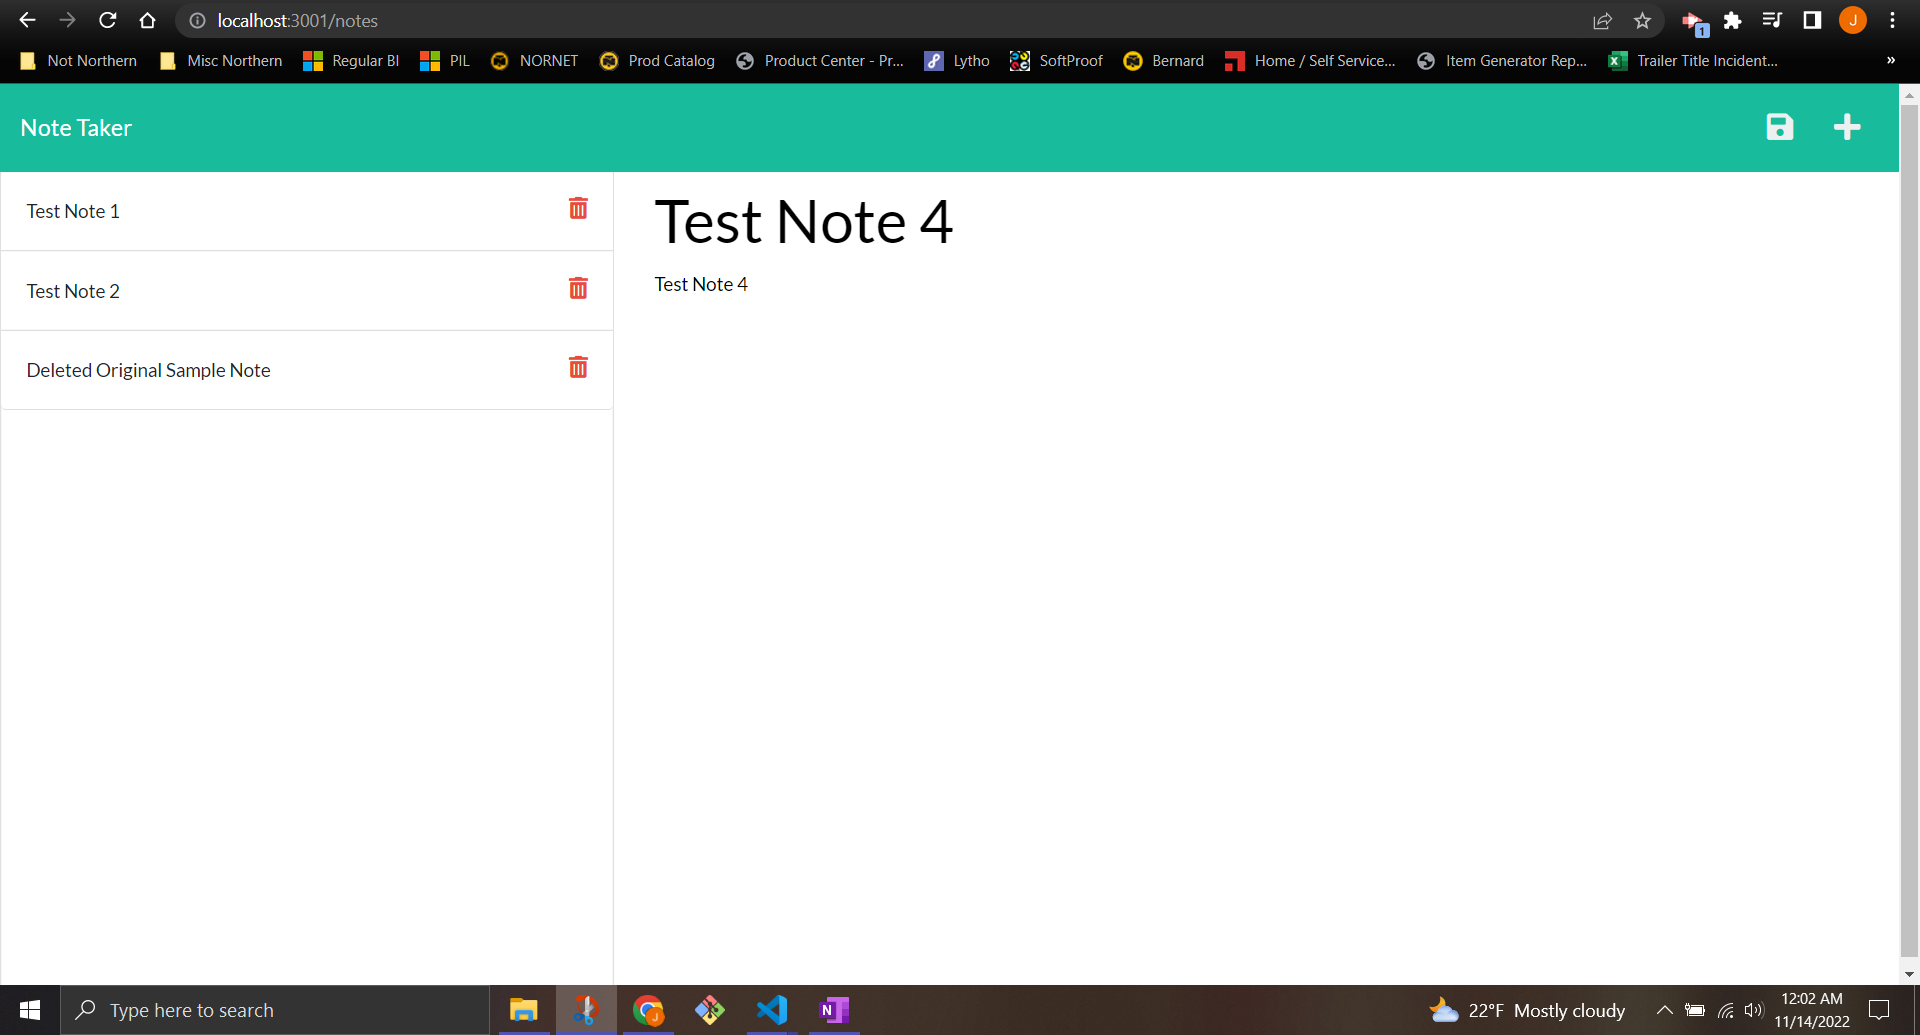 localhost:3001/notes
1
J
Not Northern Misc Northern Regular BI PIL NORNET Prod Catalog Product Center - Pr... Lytho SoftProof Bernard Home / Self Service... Item Generator Rep... Trailer Title Incident... »
Note Taker
Test Note 1
Test Note 2
Deleted Original Sample Note
Test Note 4
Test Note 4
Type here to search
J
N
22°F Mostly cloudy
12:02 AM
11/14/2022